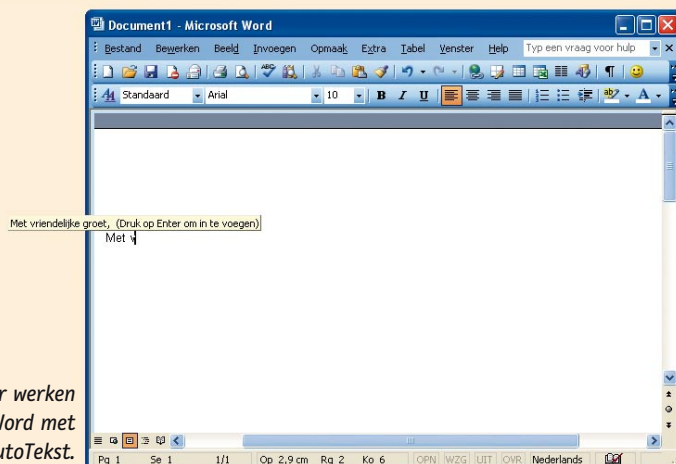 Document1 - Microsoft Word
Bestand Bewerken Beeld Invoegen Opmaak Extra Tabel Venster Help Typ een vraag voor hulp
Standaard Arial 10 B I U
Met vriendelijke groet, (Druk op Enter om in te voegen)
Met v
r werken
Word met
utoTekst.
Pg 1 Se 1 1/1 Op 2,9 cm Rg 2 Ko 6 OPN WZG UIT OVR Nederlands